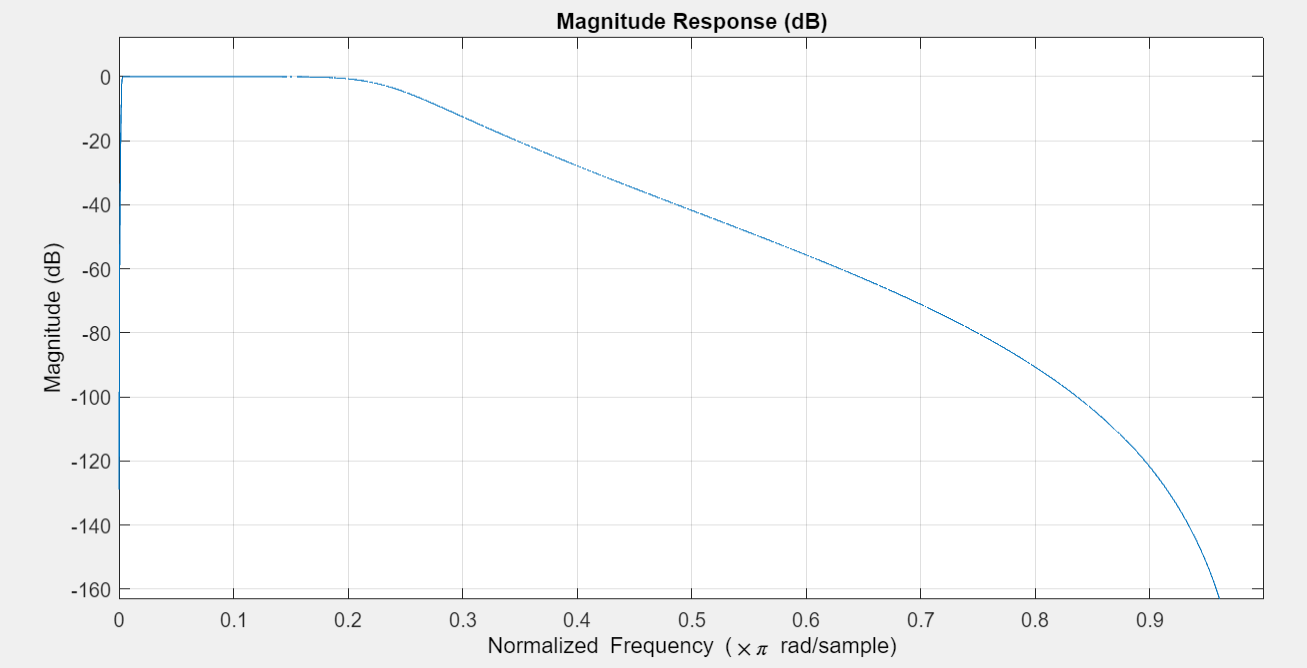 Magnitude Response (dB)
Magnitude (dB)
0
-20
-40
-60
-80
-100
-120
-140
-160
0 0.1 0.2 0.3 0.4 0.5 0.6 0.7 0.8 0.9
Normalized Frequency (×π rad/sample)